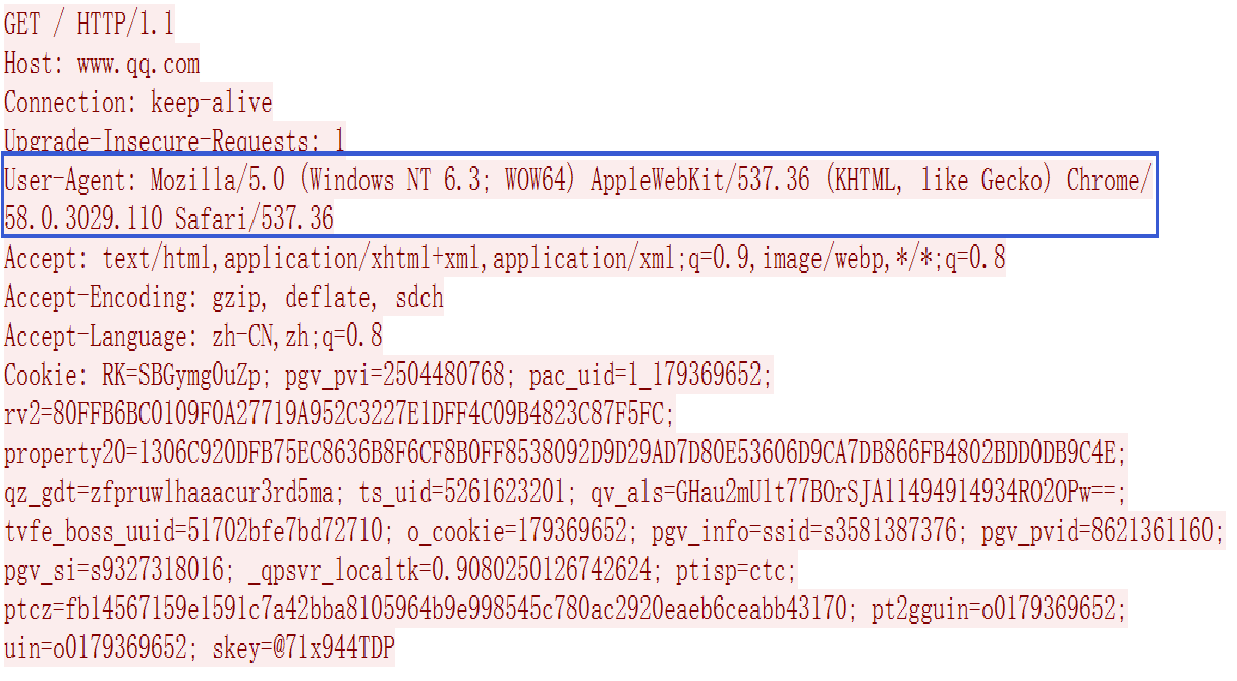 GET / HTTP/1.1
Host: www.qq.com
Connection: keep-alive
Upgrade-Insecure-Requests: 1
User-Agent: Mozilla/5.0 (Windows NT 6.3; WOW64) AppleWebKit/537.36 (KHTML, like Gecko) Chrome/
58.0.3029.110 Safari/537.36
Accept: text/html,application/xhtml+xml,application/xml;q=0.9,image/webp,*/*;q=0.8
Accept-Encoding: gzip, deflate, sdch
Accept-Language: zh-CN,zh;q=0.8
Cookie: RK=SBGymg0uZp; pgv_pvi=2504480768; pac_uid=1_179369652;
rv2=80FFB6BC0109F0A27719A952C3227E1DFF4C09B4823C87F5FC;
property20=1306C920DFB75EC8636B8F6CF8B0FF8538092D9D29AD7D80E53606D9CA7DB866FB4802BDD0DB9C4E;
qz_gdt=zfpruwlhaaacur3rd5ma; ts_uid=5261623201; qv_als=GHau2mUlt77BOrSJA11494914934RO2OPw==;
tvfe_boss_uuid=51702bfe7bd72710; o_cookie=179369652; pgv_info=ssid=s3581387376; pgv_pvid=8621361160;
pgv_si=s9327318016; _qpsvr_localtk=0.9080250126742624; ptisp=ctc;
ptcz=fb14567159e1591c7a42bba8105964b9e998545c780ac2920eaeb6ceabb43170; pt2gguin=o0179369652;
uin=o0179369652; skey=@71x944TDP